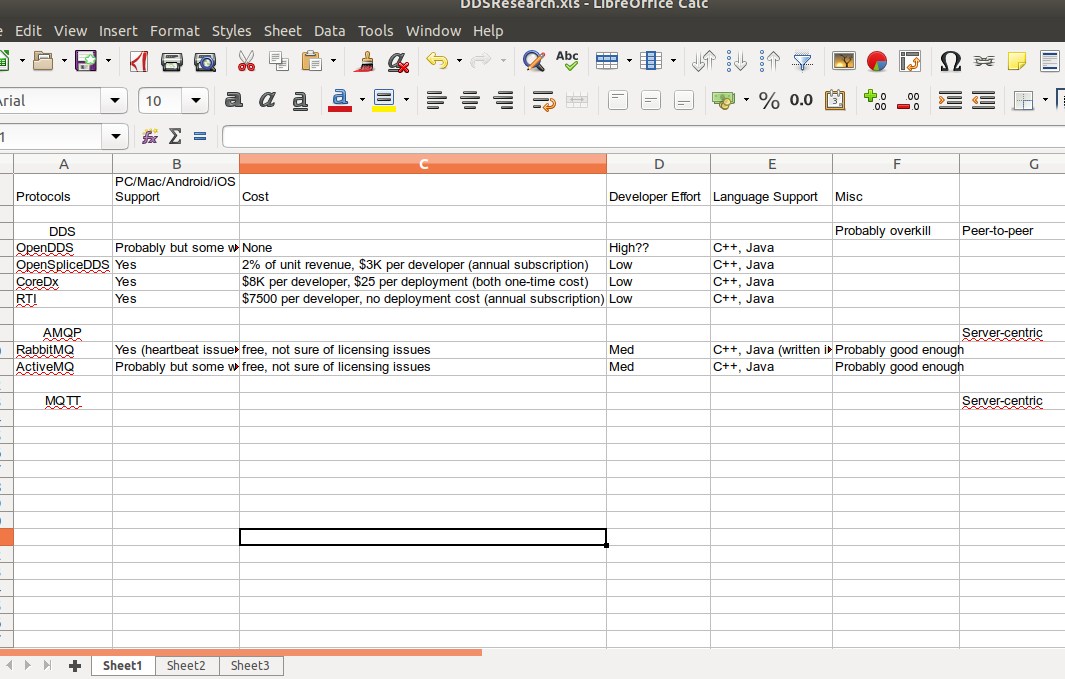 DDSResearch.xls - LibreOffice Calc
Edit View Insert Format Styles Sheet Data Tools Window Help
Abc
10 a a a a % 0.0 3 .00 .00
1
A B C D E F G
PC/Mac/Android/iOS
Protocols Support Cost Developer Effort Language Support Misc
DDS Probably overkill Peer-to-peer
OpenDDS Probably but some None High?? C++, Java
OpenSpliceDDS Yes 2% of unit revenue, $3K per developer (annual subscription) Low C++, Java
CoreDx Yes $8K per developer, $25 per deployment (both one-time cost) Low C++, Java
RTI Yes $7500 per developer, no deployment cost (annual subscription) Low C++, Java
AMQP Server-centric
RabbitMQ Yes (heartbeat issue free, not sure of licensing issues Med C++, Java (written Probably good enough
ActiveMQ Probably but some free, not sure of licensing issues Med C++, Java Probably good enough
MQTT Server-centric
Sheet1 Sheet2 Sheet3